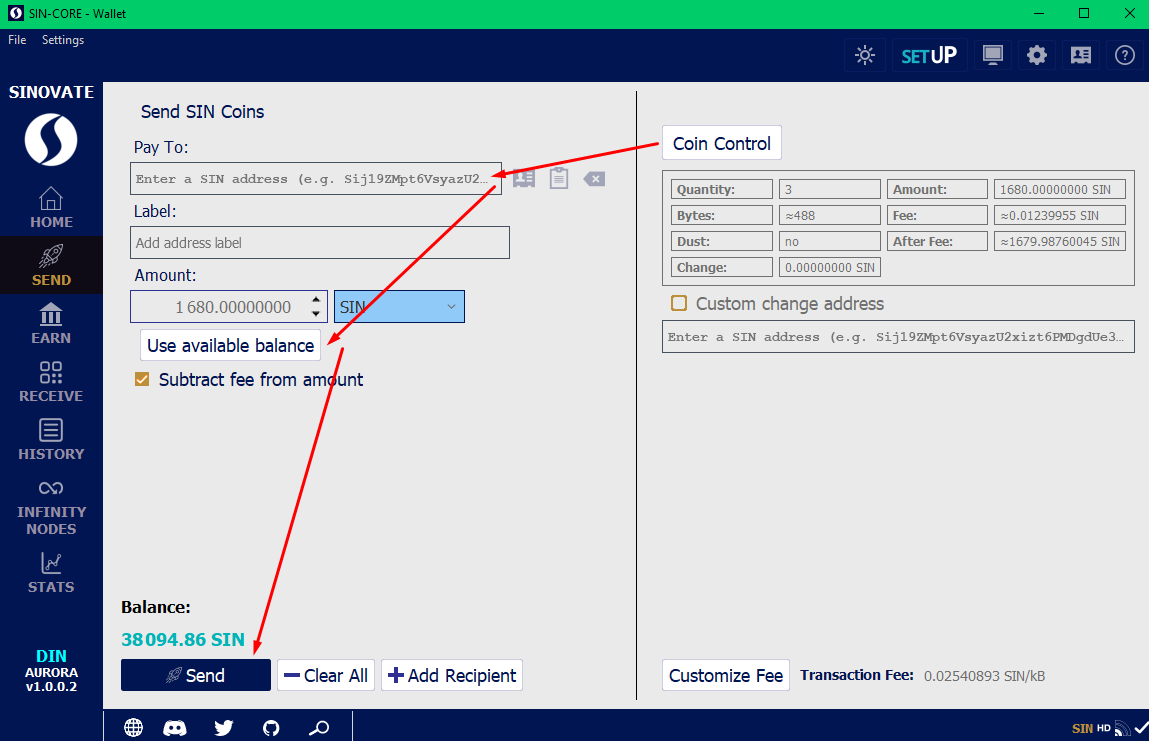 SIN-CORE - Wallet
File Settings
SETUP
SINOVATE
HOME
SEND
EARN
RECEIVE
HISTORY
INFINITY
NODES
STATS
DIN
AURORA
v1.0.0.2
Send SIN Coins
Pay To:
Enter a SIN address (e.g. Sij19ZMpt6VsyazU2…
Label:
Add address label
Amount:
1 680.00000000 SIN
Use available balance
Subtract fee from amount
Balance:
38 094.86 SIN
Send Clear All Add Recipient
Coin Control
Quantity: 3 Amount: 1680.00000000 SIN
Bytes: ≈488 Fee: ≈0.01239955 SIN
Dust: no After Fee: ≈1679.98760045 SIN
Change: 0.00000000 SIN
Custom change address
Enter a SIN address (e.g. Sij19ZMpt6VsyazU2xizt6PMDgdUe3…
Customize Fee Transaction Fee: 0.02540893 SIN/kB
SIN HD